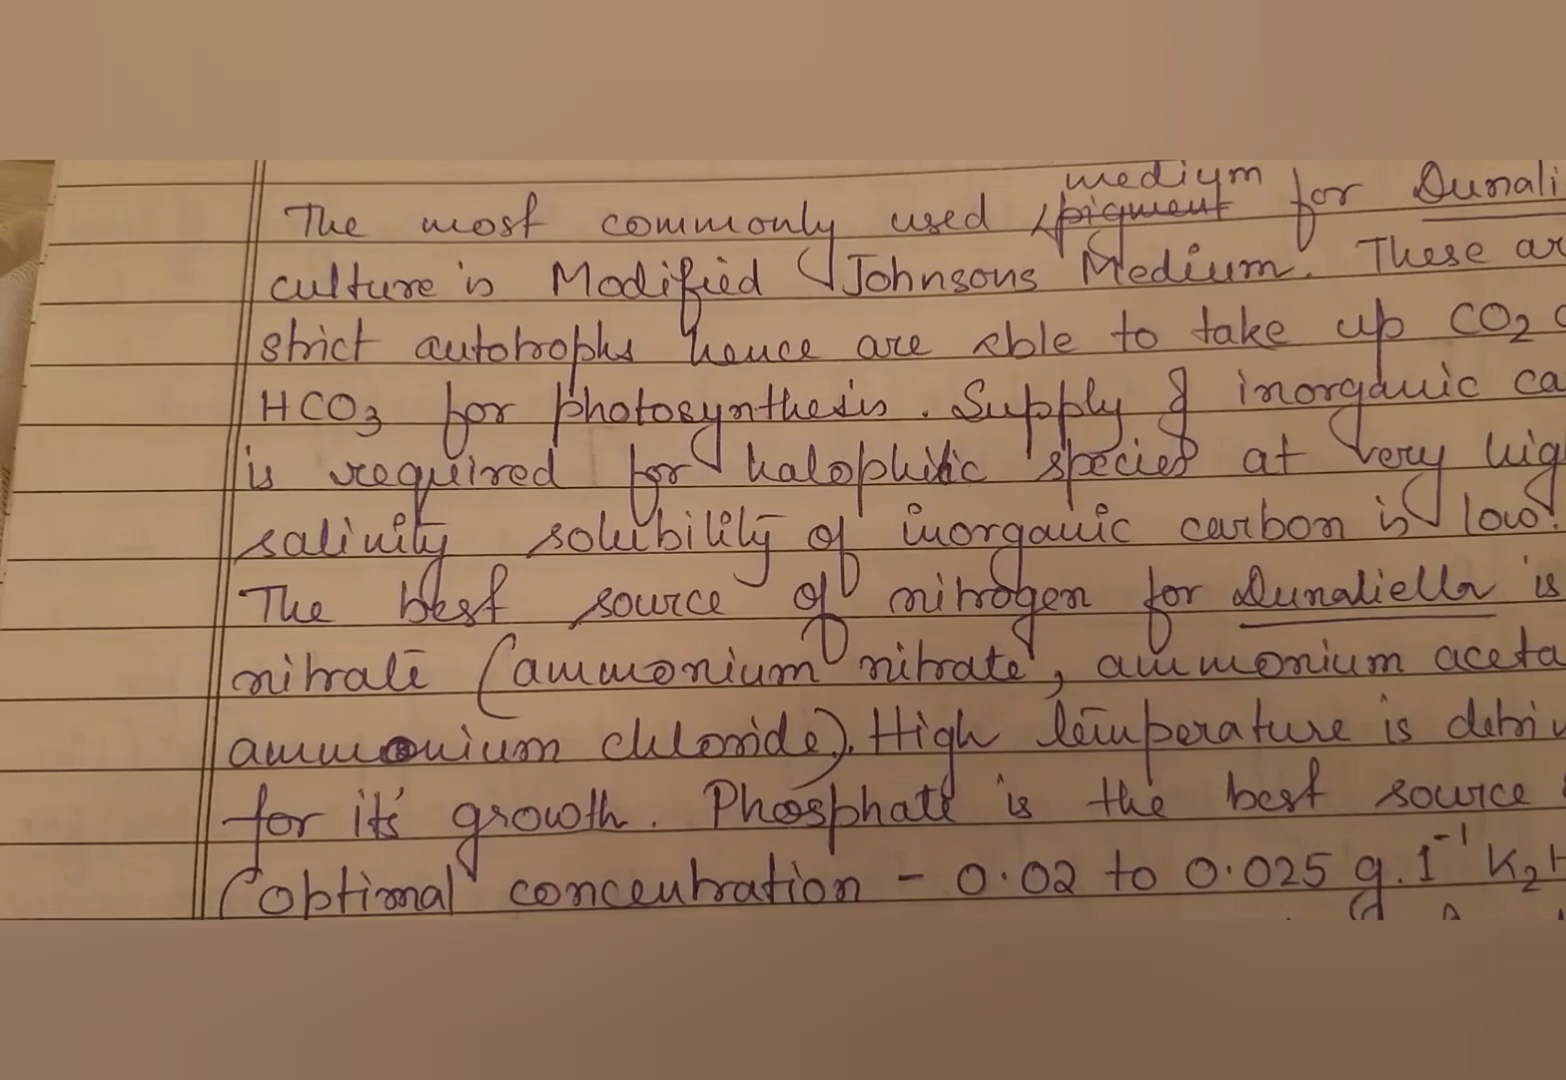 The most commonly used medium for Dunali
culture is Modified Johnsons Medium. These ar
strict autotrophs hence are able to take up CO2
HCO3 for photosynthesis. Supply of inorganic ca
is required for halophilic species at very hig
salinity solubility of inorganic carbon is low.
The best source of nitrogen for Dunaliella is
nitrate (ammonium nitrate, ammonium aceta
ammonium chloride). High temperature is detri
for it's growth. Phosphate is the best source
(optimal concentration - 0.02 to 0.025 g.l⁻¹ K2H